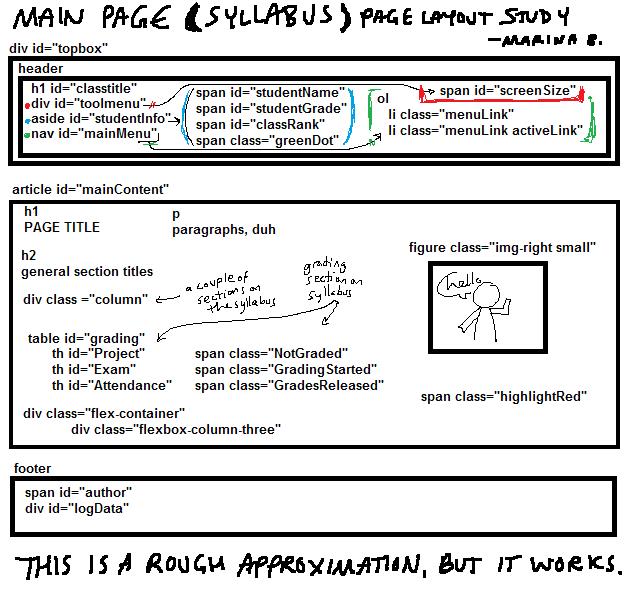 MAIN PAGE (SYLLABUS) PAGE LAYOUT STUDY
-MARINA B.
div id="topbox"
header
h1 id="classtitle"
div id="toolmenu"
aside id="studentInfo"
nav id="mainMenu"
span id="studentName"
span id="studentGrade"
span id="classRank"
span class="greenDot"
span id="screenSize"
ol
li class="menuLink"
li class="menuLink activeLink"
article id="mainContent"
h1
PAGE TITLE
p
paragraphs, duh
h2
general section titles
div class ="column"
a couple of
sections on
the syllabus
grading
section on
syllabus
figure class="img-right small"
hello
table id="grading"
th id="Project"
th id="Exam"
th id="Attendance"
span class="NotGraded"
span class="GradingStarted"
span class="GradesReleased"
span class="highlightRed"
div class="flex-container"
div class="flexbox-column-three"
footer
span id="author"
div id="logData"
THIS IS A ROUGH APPROXIMATION, BUT IT WORKS.